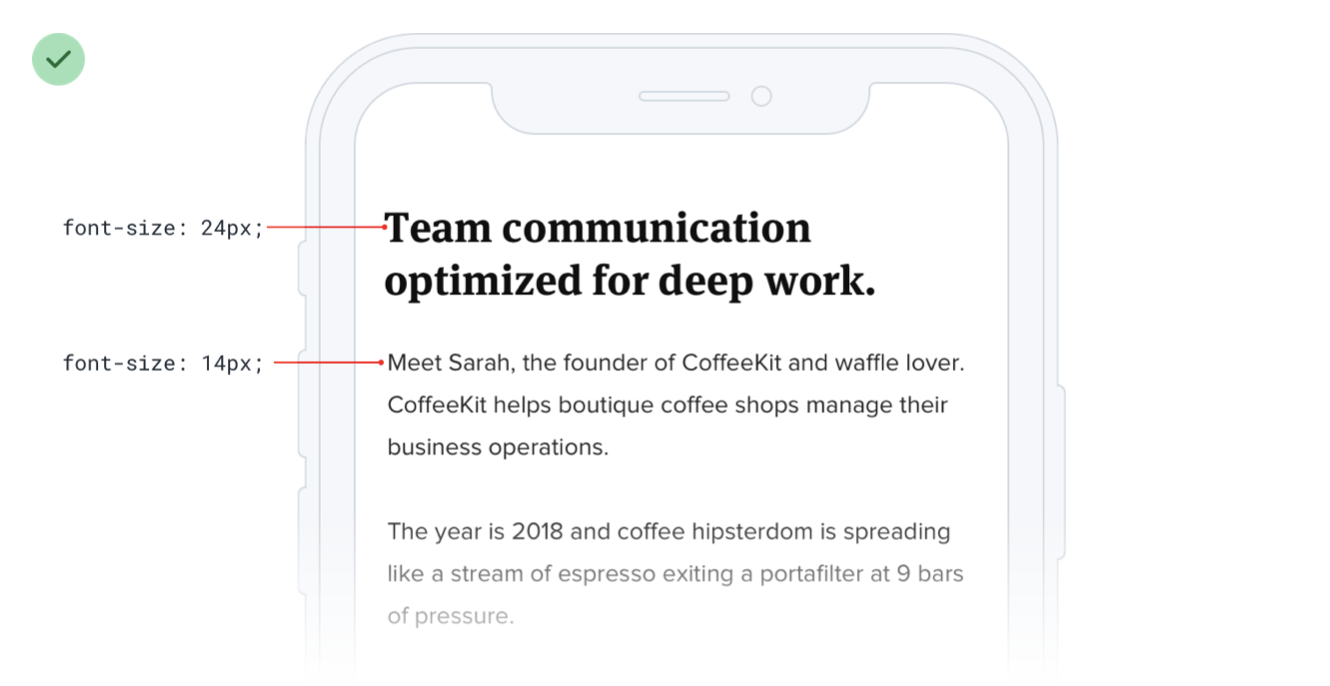 font-size: 24px;
Team communication
optimized for deep work.
font-size: 14px;
Meet Sarah, the founder of CoffeeKit and waffle lover.
CoffeeKit helps boutique coffee shops manage their
business operations.
The year is 2018 and coffee hipsterdom is spreading
like a stream of espresso exiting a portafilter at 9 bars
of pressure.